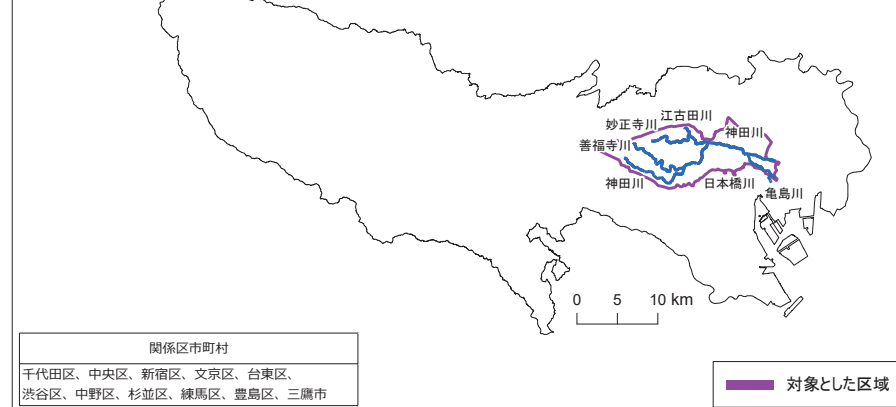 江古田川
妙正寺川
神田川
善福寺川
神田川
日本橋川
亀島川
0 5 10 km
関係区市町村
千代田区、中央区、新宿区、文京区、台東区、
渋谷区、中野区、杉並区、練馬区、豊島区、三鷹市
対象とした区域